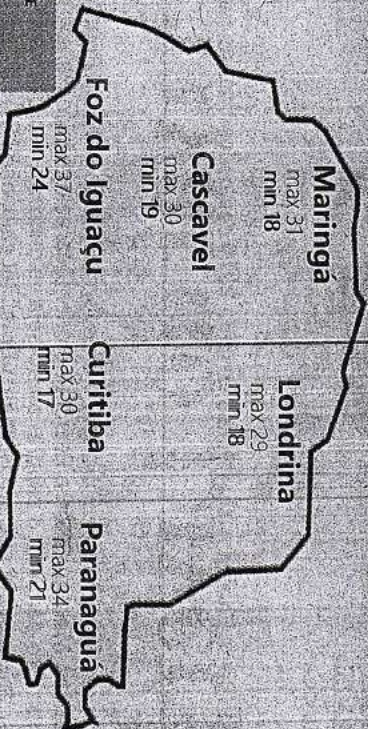 Maringá
max 31
min 18
Londrina
max 29
min 18
Cascavel
max 30
min 19
Foz do Iguaçu
max 37
min 24
Curitiba
max 30
min 17
Paranaguá
max 34
min 21